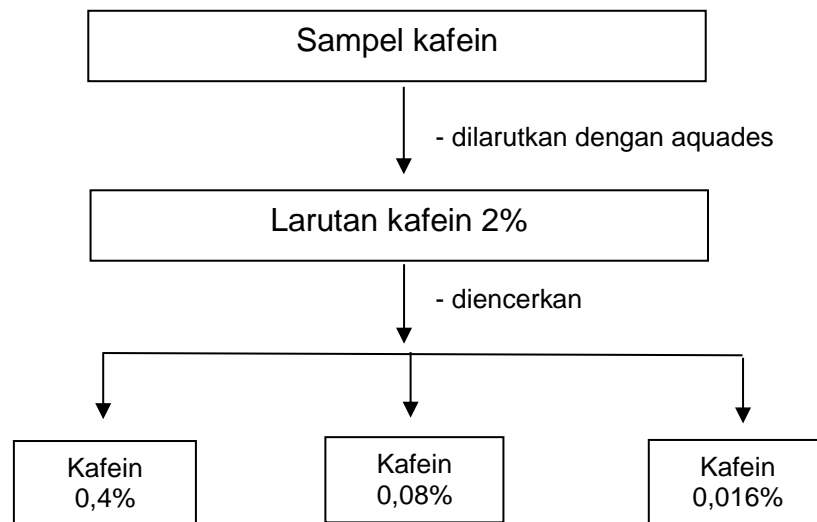 Sampel kafein
- dilarutkan dengan aquades
Larutan kafein 2%
- diencerkan
Kafein
0,4%
Kafein
0,08%
Kafein
0,016%